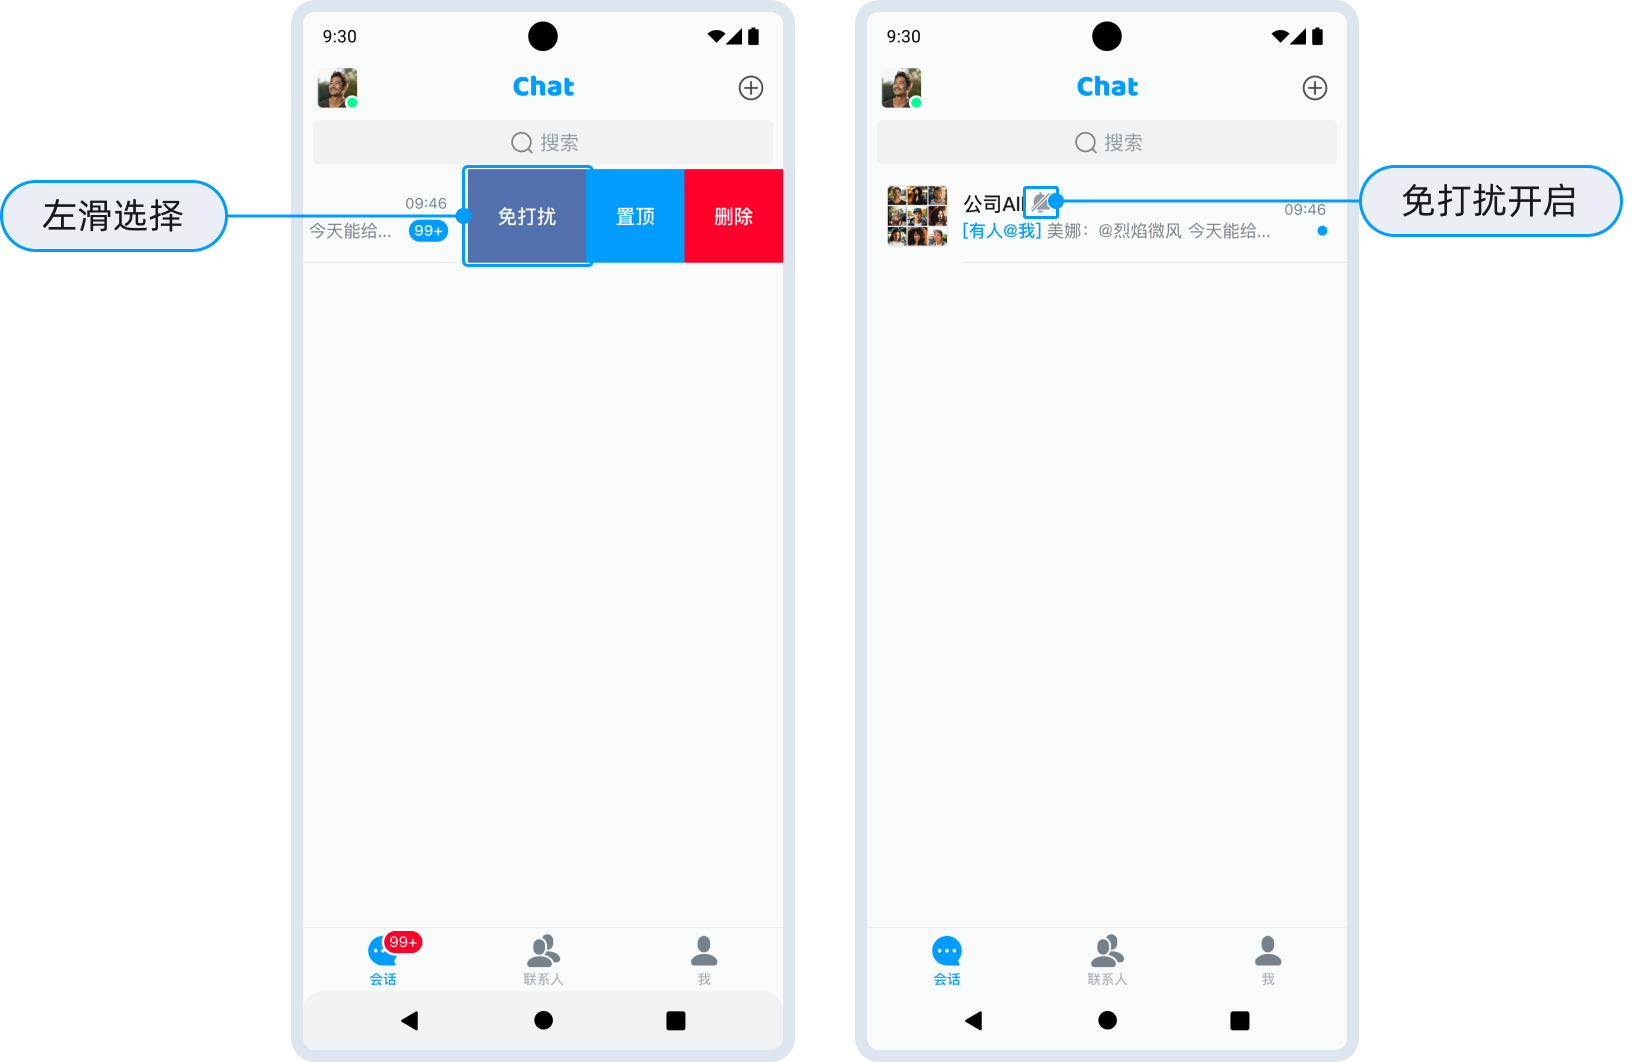 左滑选择
9:30
Chat
搜索
09:46
今天能给...
99+
免打扰
置顶
删除
99+
会话
联系人
我
9:30
Chat
搜索
公司All
09:46
[有人@我] 美娜：@烈焰微风 今天能给...
会话
联系人
我
免打扰开启